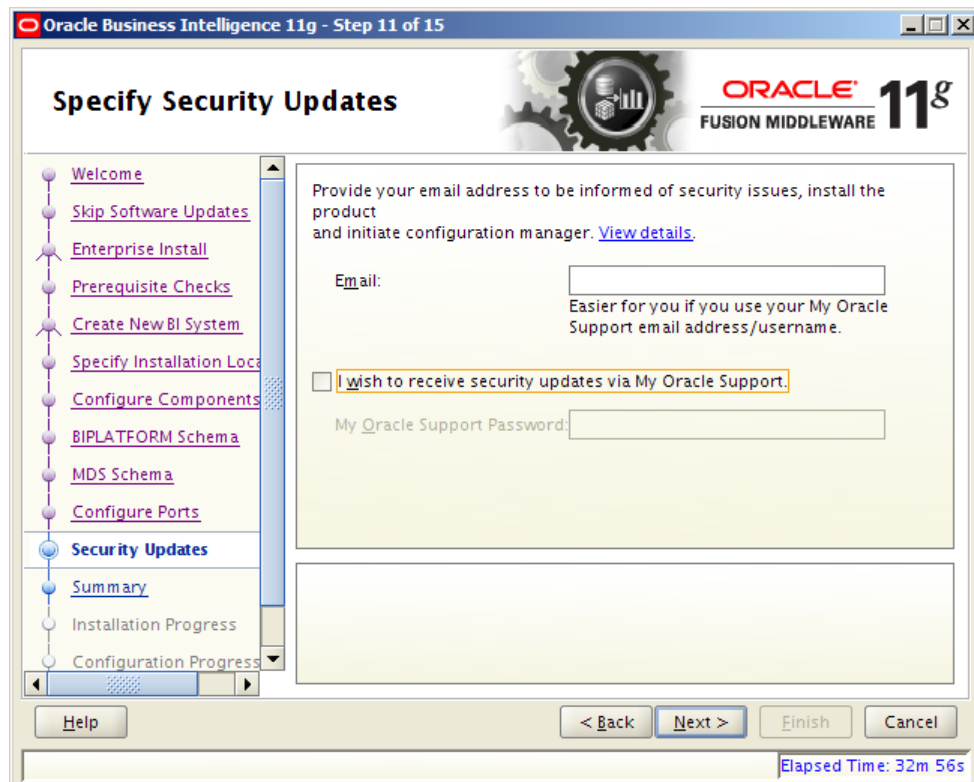 Oracle Business Intelligence 11g - Step 11 of 15
Specify Security Updates
ORACLE®
FUSION MIDDLEWARE
11g
Welcome
Skip Software Updates
Enterprise Install
Prerequisite Checks
Create New BI System
Specify Installation Loca
Configure Components
BIPLATFORM Schema
MDS Schema
Configure Ports
Security Updates
Summary
Installation Progress
Configuration Progress
Provide your email address to be informed of security issues, install the
product
and initiate configuration manager. View details.
Email:
Easier for you if you use your My Oracle
Support email address/username.
I wish to receive security updates via My Oracle Support.
My Oracle Support Password:
Help
< Back
Next >
Finish
Cancel
Elapsed Time: 32m 56s